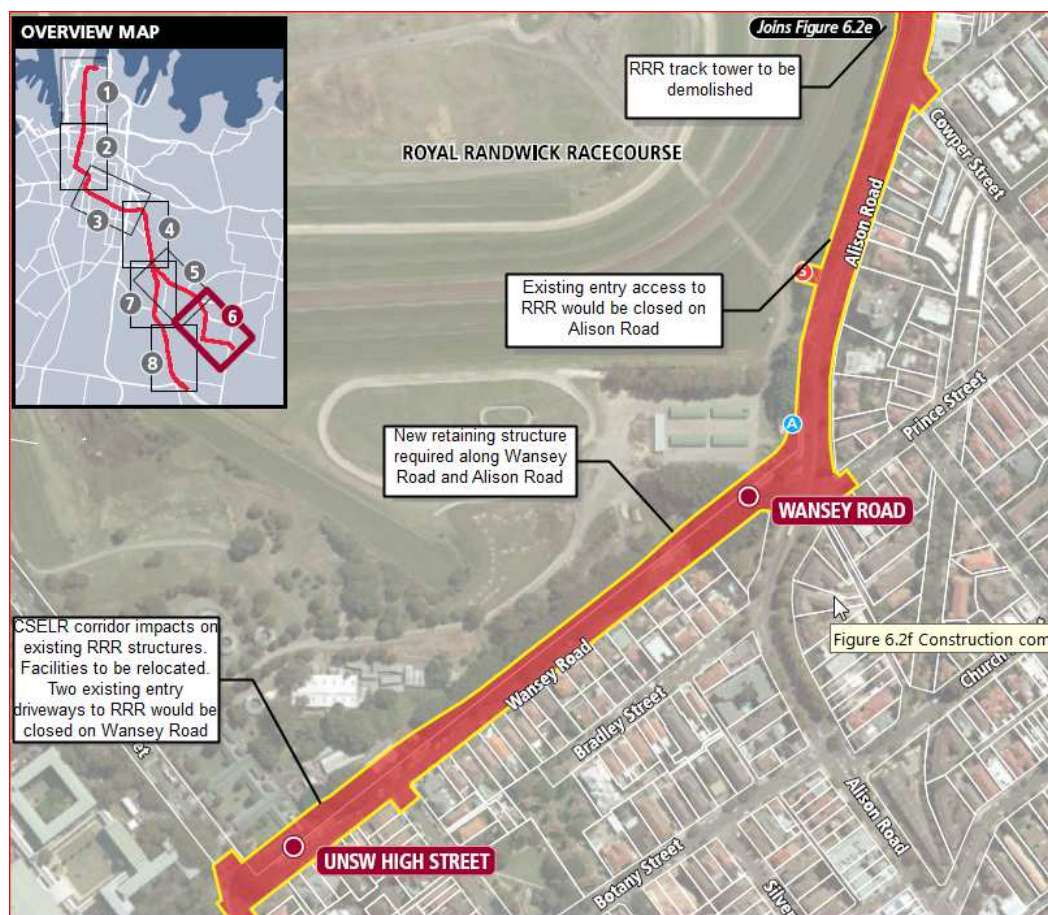 OVERVIEW MAP
1
2
3
4
5
6
7
8
Joins Figure 6.2e
RRR track tower to be
demolished
ROYAL RANDWICK RACECOURSE
Cowper Street
Alison Road
5
Existing entry access to
RRR would be closed on
Alison Road
Prince Street
A
New retaining structure
required along Wansey
Road and Alison Road
WANSEY ROAD
CSELR corridor impacts on
existing RRR structures.
Facilities to be relocated.
Two existing entry
driveways to RRR would be
closed on Wansey Road
Figure 6.2f Construction com
Church
Wansey Road
Bradley Street
Alison Road
UNSW HIGH STREET
Botany Street
Silver